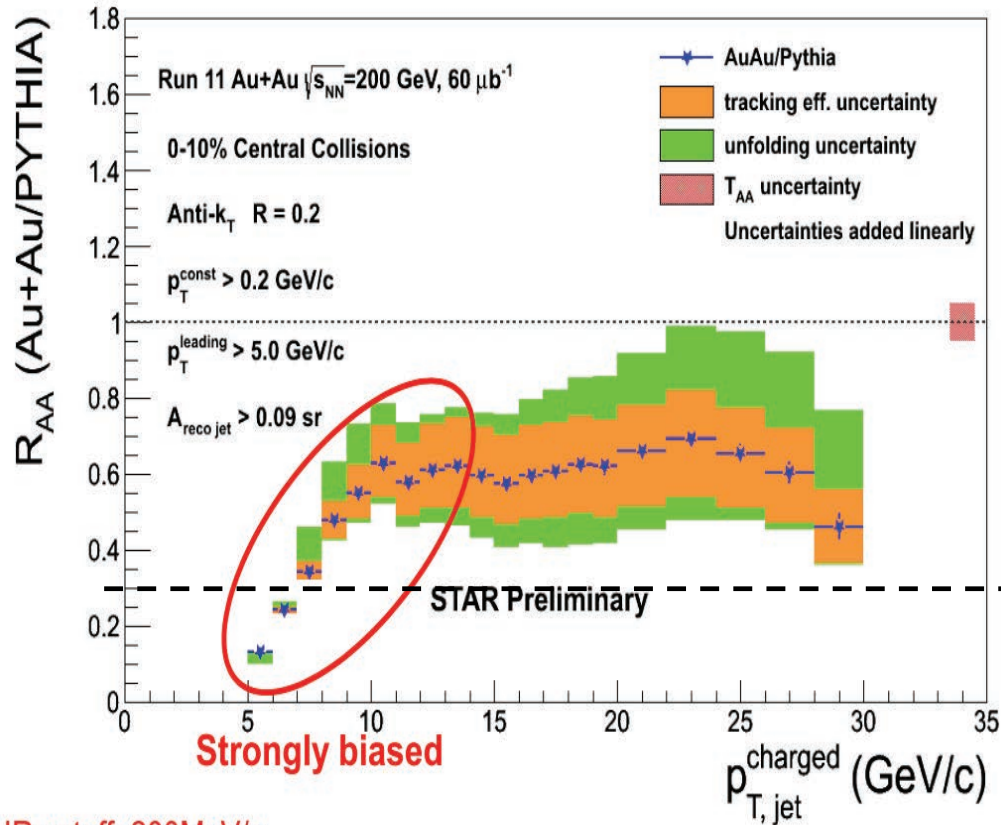 R_AA (Au+Au/PYTHIA)
1.8
1.6
1.4
1.2
1
0.8
0.6
0.4
0.2
0
Run 11 Au+Au √s_NN=200 GeV, 60 μb⁻¹
0-10% Central Collisions
Anti-k_T R = 0.2
p_T^const > 0.2 GeV/c
p_T^leading > 5.0 GeV/c
A_reco jet > 0.09 sr
AuAu/Pythia
tracking eff. uncertainty
unfolding uncertainty
T_AA uncertainty
Uncertainties added linearly
STAR Preliminary
0 5 10 15 20 25 30 35
Strongly biased
p_T, jet^charged (GeV/c)